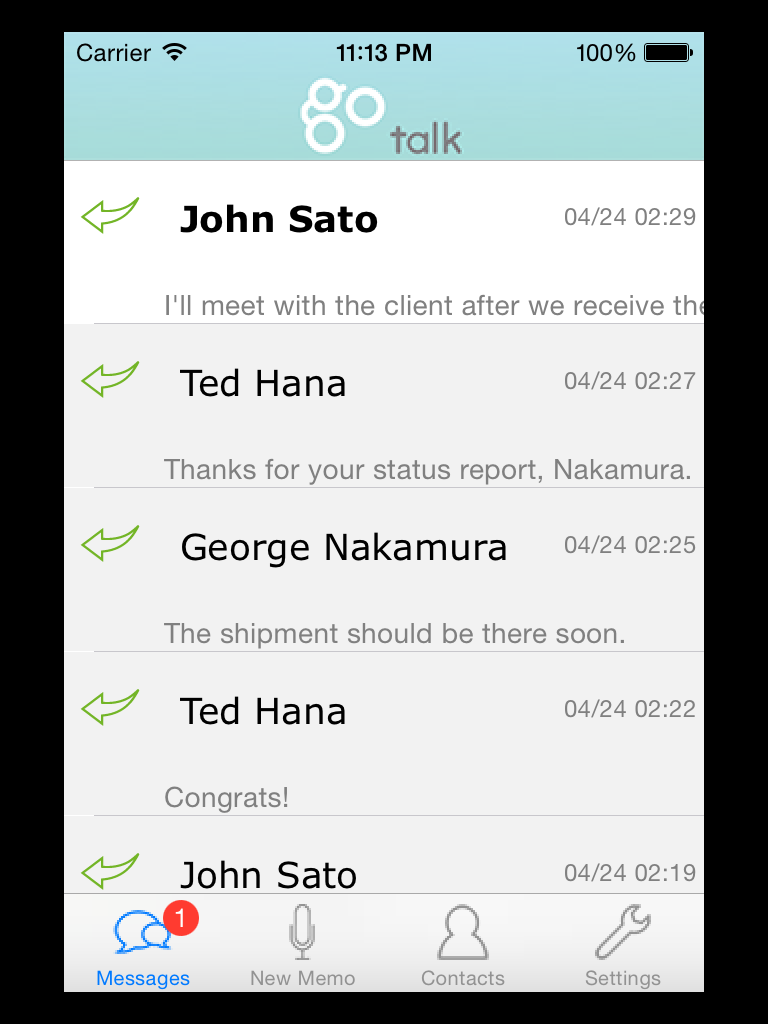 Carrier 11:13 PM 100%
go talk
John Sato 04/24 02:29
I'll meet with the client after we receive the
Ted Hana 04/24 02:27
Thanks for your status report, Nakamura.
George Nakamura 04/24 02:25
The shipment should be there soon.
Ted Hana 04/24 02:22
Congrats!
John Sato 04/24 02:19
1
Messages New Memo Contacts Settings